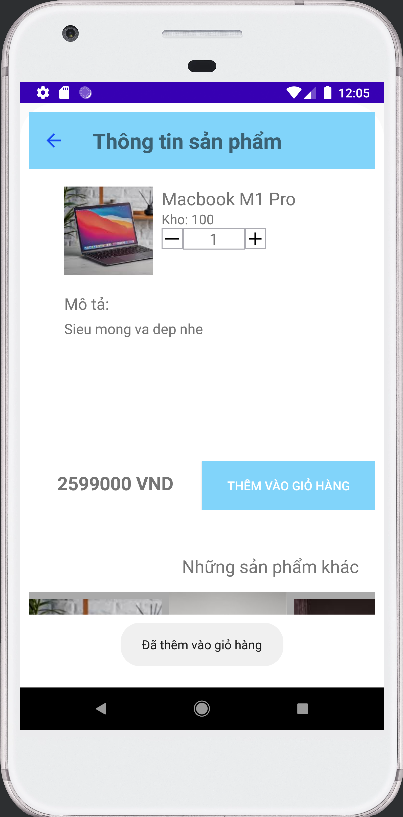 12:05
Thông tin sản phẩm
Macbook M1 Pro
Kho: 100
1
Mô tả:
Sieu mong va dep nhe
2599000 VND
THÊM VÀO GIỎ HÀNG
Những sản phẩm khác
Đã thêm vào giỏ hàng